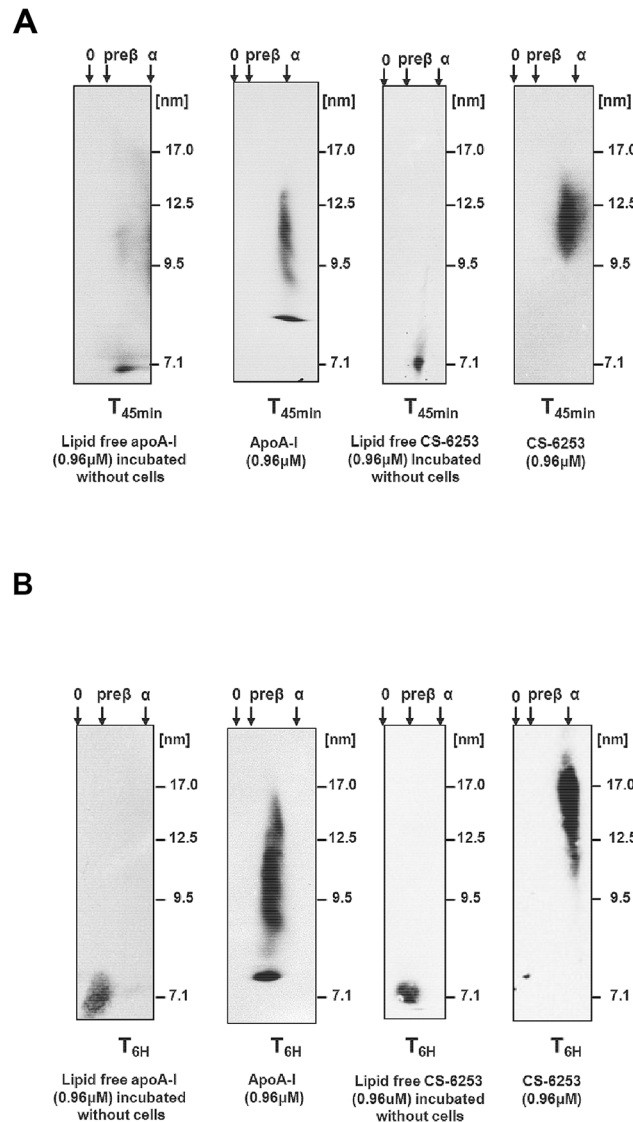 A
0 preβ α
0 preβ α
0 preβ α
0 preβ α
[nm]
[nm]
[nm]
[nm]
17.0
17.0
17.0
17.0
12.5
12.5
12.5
12.5
9.5
9.5
9.5
9.5
7.1
7.1
7.1
7.1
T45min
T45min
T45min
T45min
Lipid free apoA-I
(0.96µM) incubated
without cells
ApoA-I
(0.96µM)
Lipid free CS-6253
(0.96µM) Incubated
without cells
CS-6253
(0.96µM)
B
0 preβ α
0 preβ α
0 preβ α
0 preβ α
[nm]
[nm]
[nm]
[nm]
17.0
17.0
17.0
17.0
12.5
12.5
12.5
12.5
9.5
9.5
9.5
9.5
7.1
7.1
7.1
7.1
T6H
T6H
T6H
T6H
Lipid free apoA-I
(0.96µM) incubated
without cells
ApoA-I
(0.96µM)
Lipid free CS-6253
(0.96uM) incubated
without cells
CS-6253
(0.96µM)